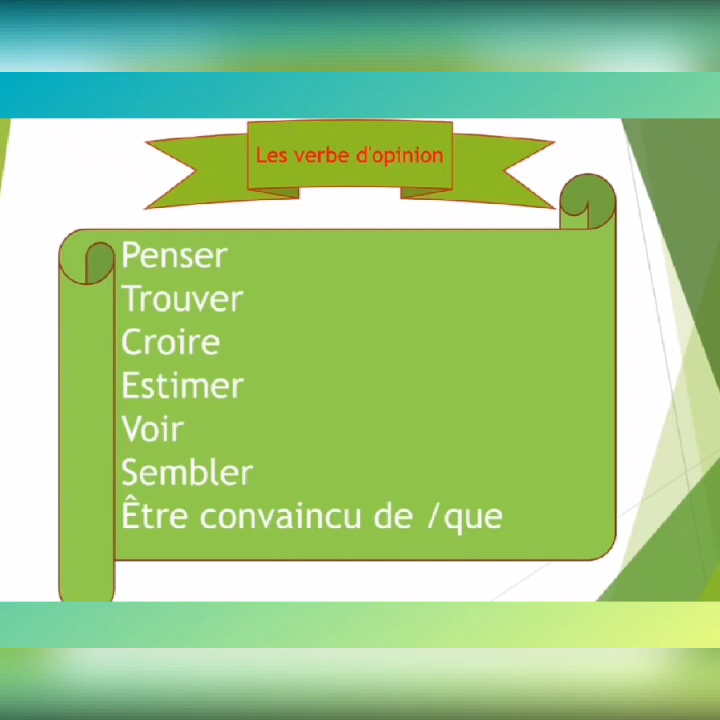 Les verbe d'opinion
Penser
Trouver
Croire
Estimer
Voir
Sembler
Être convaincu de /que